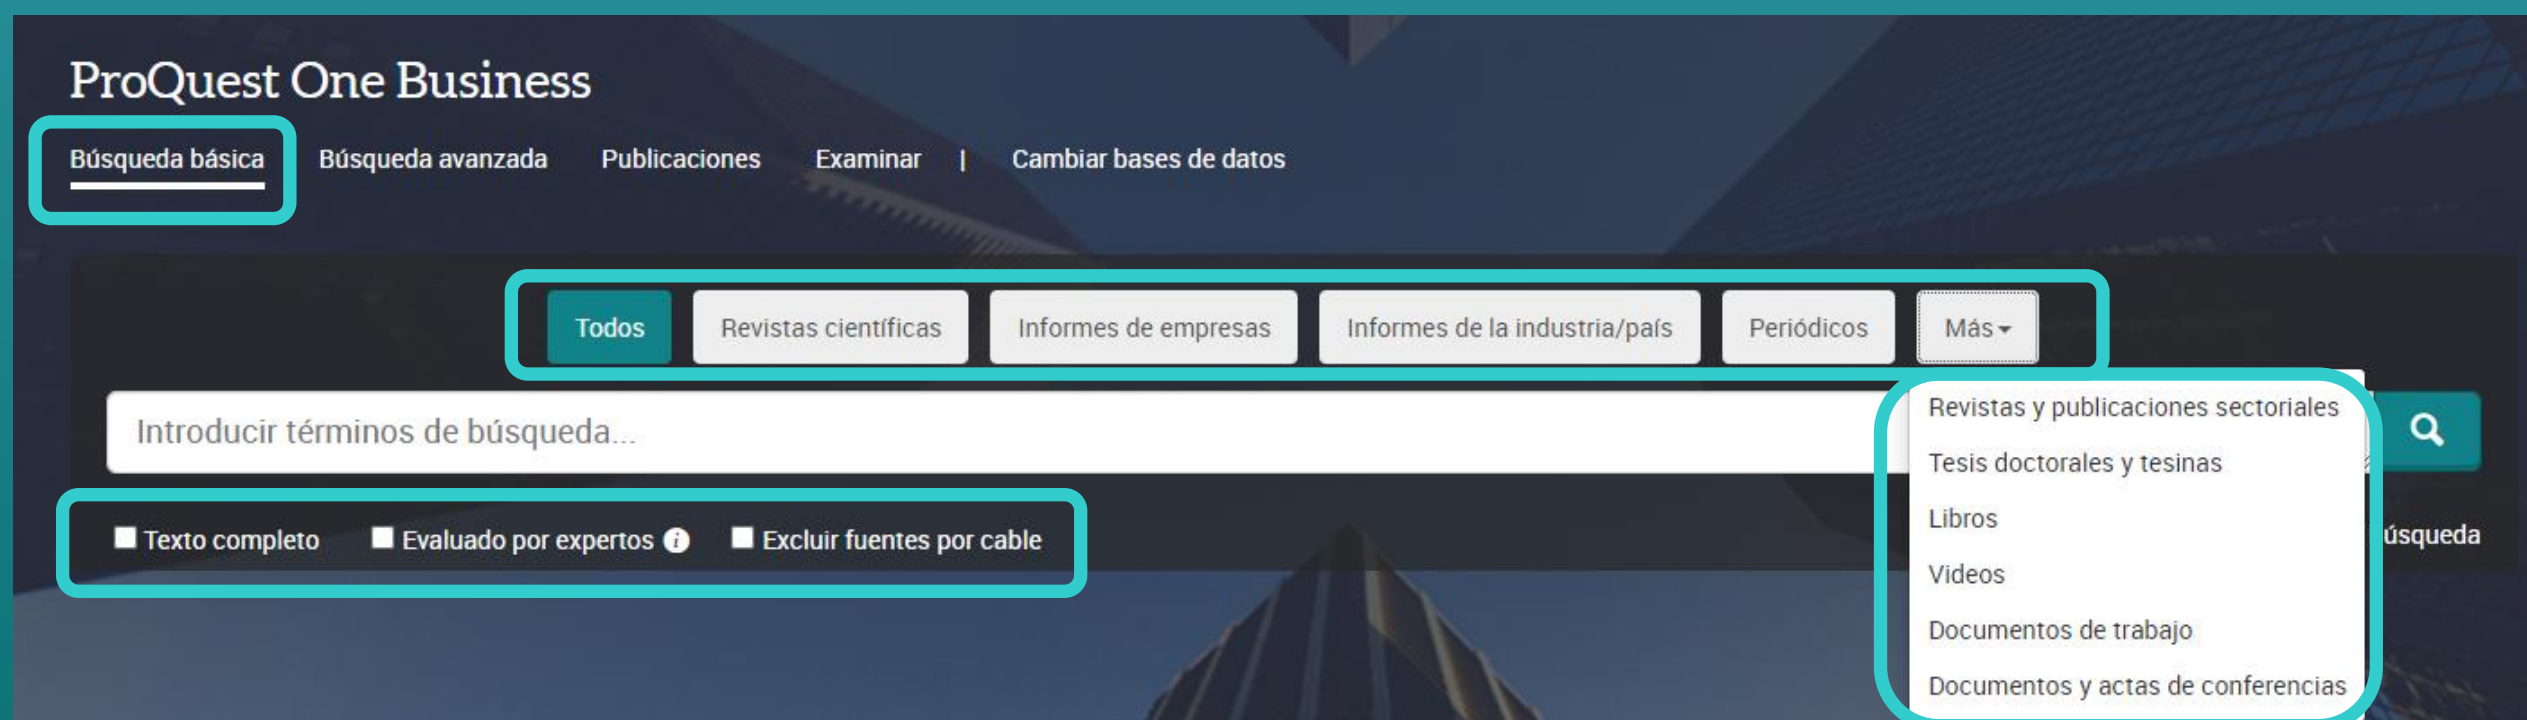 ProQuest One Business
Búsqueda básica Búsqueda avanzada Publicaciones Examinar | Cambiar bases de datos
Todos Revistas científicas Informes de empresas Informes de la industria/país Periódicos Más
Introducir términos de búsqueda...
Revistas y publicaciones sectoriales
Tesis doctorales y tesinas
Libros
Videos
Documentos de trabajo
Documentos y actas de conferencias
Texto completo Evaluado por expertos i Excluir fuentes por cable
úsqueda